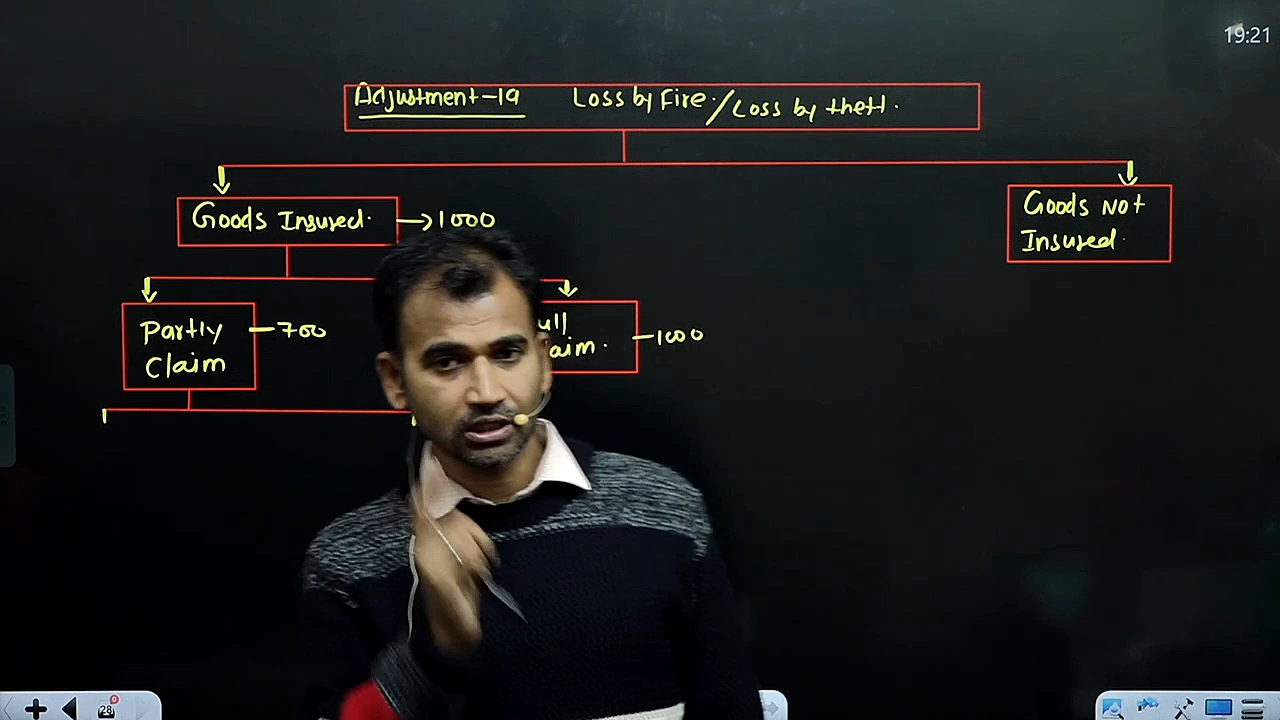 19:21
Adjustment-19 Loss by Fire./Loss by theft.
Goods Insured. →1000
Goods Not
Insured.
Partly -700
Claim
-1000
28